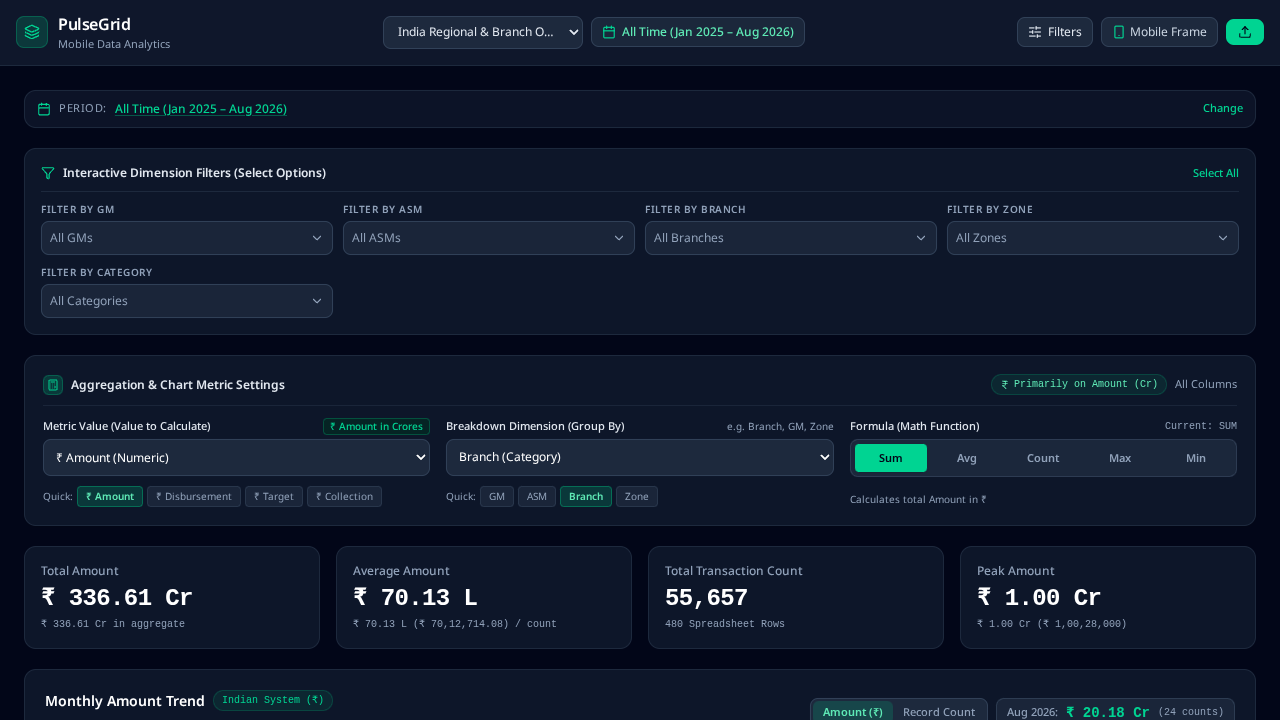 PulseGrid
Mobile Data Analytics
India Regional & Branch O...
All Time (Jan 2025 – Aug 2026)
Filters
Mobile Frame
PERIOD: All Time (Jan 2025 – Aug 2026)
Change
Interactive Dimension Filters (Select Options)
Select All
FILTER BY GM
FILTER BY ASM
FILTER BY BRANCH
FILTER BY ZONE
All GMs
All ASMs
All Branches
All Zones
FILTER BY CATEGORY
All Categories
Aggregation & Chart Metric Settings
₹ Primarily on Amount (Cr)
All Columns
Metric Value (Value to Calculate)
₹ Amount in Crores
Breakdown Dimension (Group By)
e.g. Branch, GM, Zone
Formula (Math Function)
Current: SUM
₹ Amount (Numeric)
Branch (Category)
Sum
Avg
Count
Max
Min
Quick: ₹ Amount ₹ Disbursement ₹ Target ₹ Collection
Quick: GM ASM Branch Zone
Calculates total Amount in ₹
Total Amount
₹ 336.61 Cr
₹ 336.61 Cr in aggregate
Average Amount
₹ 70.13 L
₹ 70.13 L (₹ 70,12,714.08) / count
Total Transaction Count
55,657
480 Spreadsheet Rows
Peak Amount
₹ 1.00 Cr
₹ 1.00 Cr (₹ 1,00,28,000)
Monthly Amount Trend
Indian System (₹)
Amount (₹)
Record Count
Aug 2026: ₹ 20.18 Cr (24 counts)